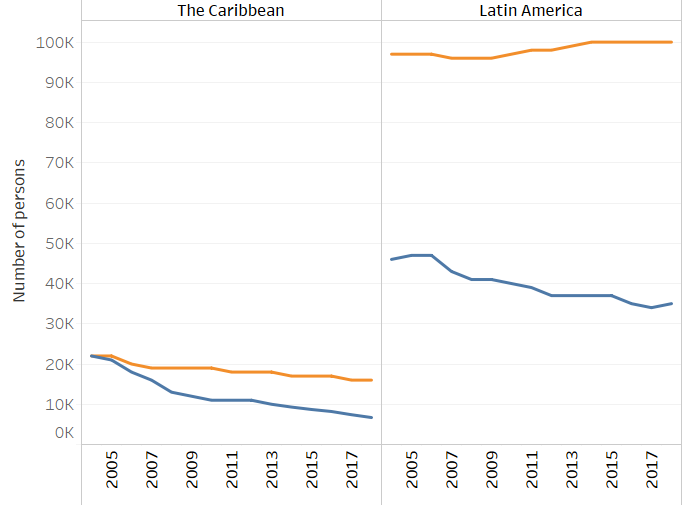 The Caribbean
Latin America
Number of persons
100K
90K
80K
70K
60K
50K
40K
30K
20K
10K
0K
2005
2007
2009
2011
2013
2015
2017
2005
2007
2009
2011
2013
2015
2017